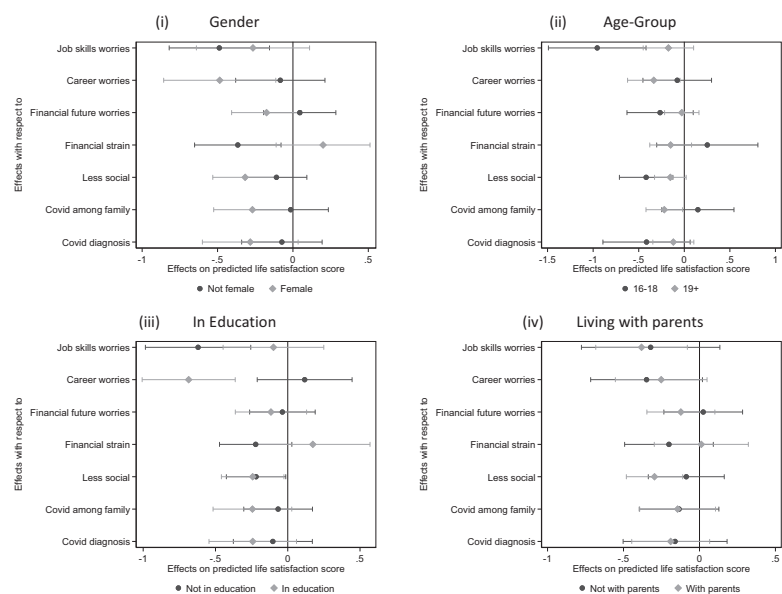 (i) Gender
Effects with respect to
Job skills worries
Career worries
Financial future worries
Financial strain
Less social
Covid among family
Covid diagnosis
-1 -.5 0 .5
Effects on predicted satisfaction score
Not female Female
(ii) Age-Group
Effects with respect to
Job skills worries
Career worries
Financial future worries
Financial strain
Less social
Covid among family
Covid diagnosis
-1.5 -1 -.5 0 .5 1
Effects on predicted life satisfaction score
16-18 19+
(iii) In Education
Effects with respect to
Job skills worries
Career worries
Financial future worries
Financial strain
Less social
Covid among family
Covid diagnosis
-1 -.5 0 .5
Effects on predicted satisfaction score
Not in education In education
(iv) Living with parents
Effects with respect to
Job skills worries
Career worries
Financial future worries
Financial strain
Less social
Covid among family
Covid diagnosis
-1 -.5 0 .5
Effects on predicted satisfaction score
Not with parents With parents